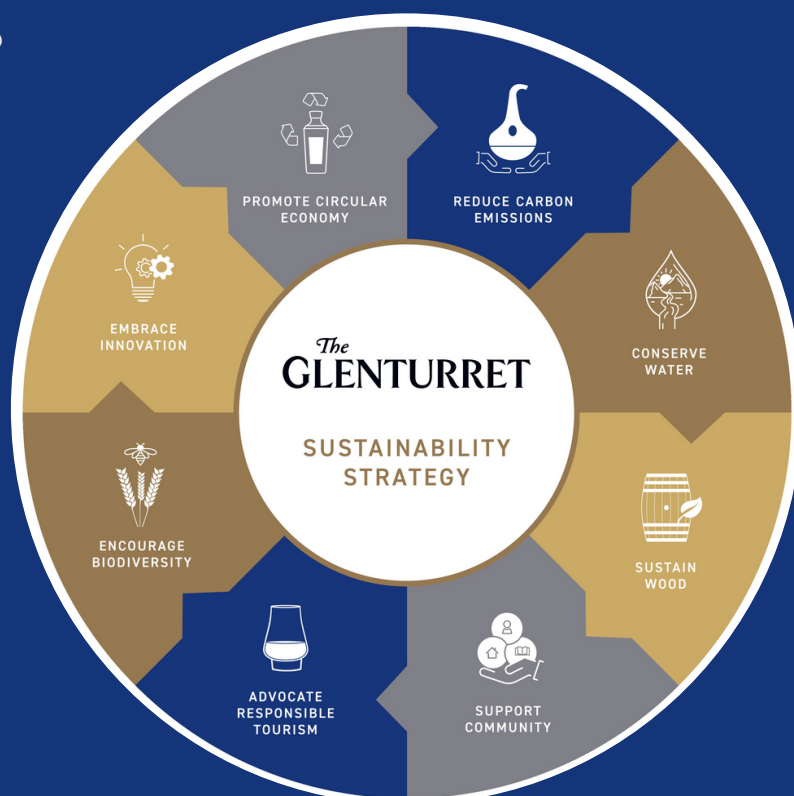 The
GLENTURRET
SUSTAINABILITY
STRATEGY
REDUCE CARBON
EMISSIONS
CONSERVE
WATER
SUSTAIN
WOOD
SUPPORT
COMMUNITY
ADVOCATE
RESPONSIBLE
TOURISM
ENCOURAGE
BIODIVERSITY
EMBRACE
INNOVATION
PROMOTE CIRCULAR
ECONOMY